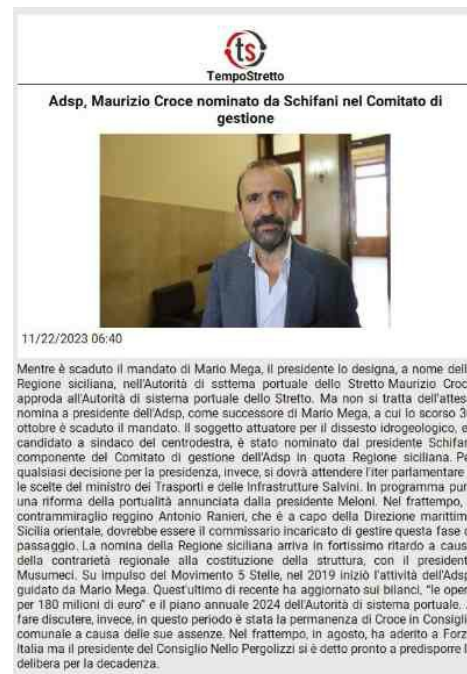 ts
TempoStretto
Adsp, Maurizio Croce nominato da Schifani nel Comitato di
gestione
11/22/2023 06:40
Mentre è scaduto il mandato di Mario Mega, il presidente lo designa, a nome dell
Regione siciliana, nell'Autorità di ssttema portuale dello Stretto Maurizio Croc
approda all'Autorità di sistema portuale dello Stretto. Ma non si tratta dell'attes
nomina a presidente dell'Adsp, come successore di Mario Mega, a cui lo scorso 3
ottobre è scaduto il mandato. Il soggetto attuatore per il dissesto idrogeologico, e
candidato a sindaco del centrodestra, è stato nominato dal presidente Schifan
componente del Comitato di gestione dell'Adsp in quota Regione siciliana. Pe
qualsiasi decisione per la presidenza, invece, si dovrà attendere l'iter parlamentare
le scelte del ministro dei Trasporti e delle Infrastrutture Salvini. In programma pur
una riforma della portualità annunciata dalla presidente Meloni. Nel frattempo,
contrammiraglio reggino Antonio Ranieri, che è a capo della Direzione marittim
Sicilia orientale, dovrebbe essere il commissario incaricato di gestire questa fase d
passaggio. La nomina della Regione siciliana arriva in fortissimo ritardo a caus
della contrarietà regionale alla costituzione della struttura, con il president
Musumeci. Su impulso del Movimento 5 Stelle, nel 2019 iniziò l'attività dell'Adsp
guidato da Mario Mega. Quest'ultimo di recente ha aggiornato sui bilanci, "le oper
per 180 milioni di euro" e il piano annuale 2024 dell'Autorità di sistema portuale.
fare discutere, invece, in questo periodo è stata la permanenza di Croce in Consigli
comunale a causa delle sue assenze. Nel frattempo, in agosto, ha aderito a Forz
Italia ma il presidente del Consiglio Nello Pergolizzi si è detto pronto a predisporre l
delibera per la decadenza.